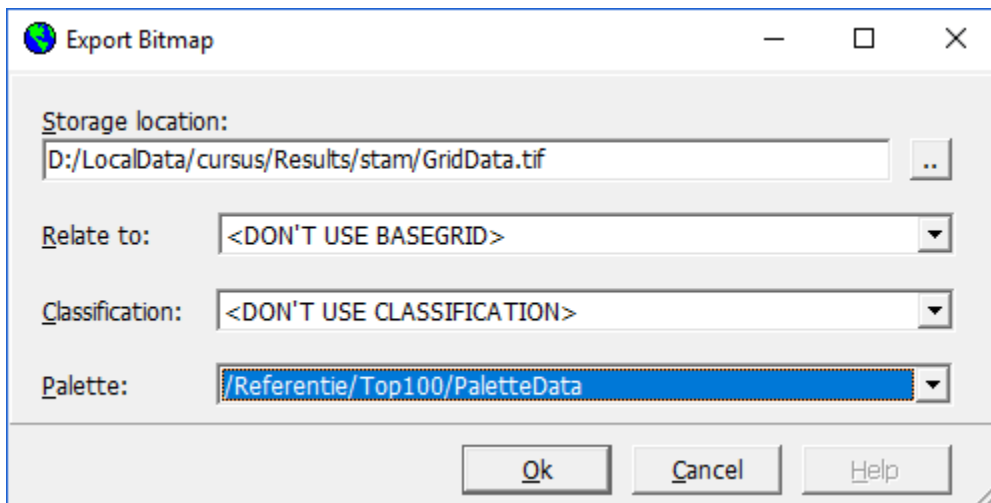 Export Bitmap
Storage location:
D:/LocalData/cursus/Results/stam/GridData.tif
..
Relate to: <DON'T USE BASEGRID>
Classification: <DON'T USE CLASSIFICATION>
Palette: /Referentie/Top100/PaletteData
Ok Cancel Help